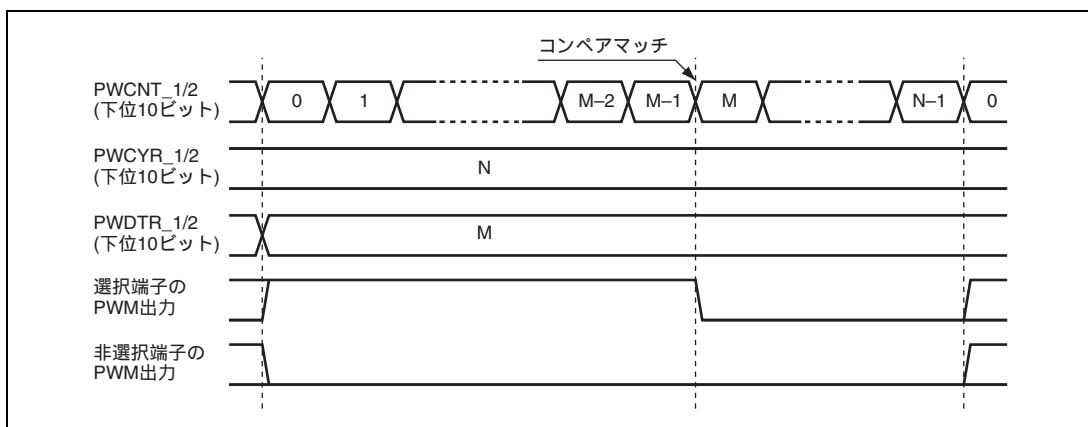 コンペアマッチ
PWCNT_1/2
(下位10ビット)
0 1 M–2 M–1 M N–1 0
PWCYR_1/2
(下位10ビット)
N
PWDTR_1/2
(下位10ビット)
M
選択端子の
PWM出力
非選択端子の
PWM出力